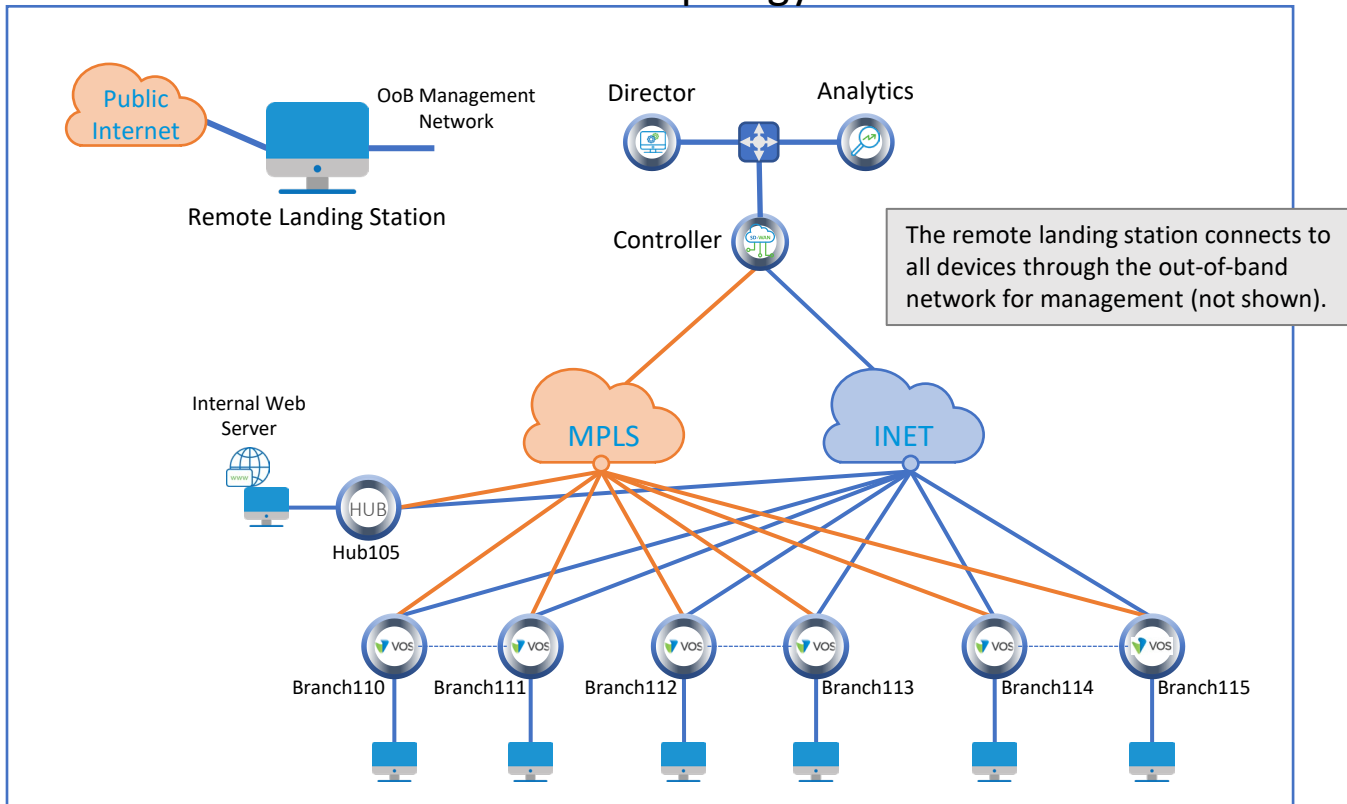 Public
Internet
OoB Management
Network
Remote Landing Station
Director
Analytics
Controller
SD-WAN
The remote landing station connects to
all devices through the out-of-band
network for management (not shown).
MPLS
INET
Internal Web
Server
www
HUB
Hub105
VOS
VOS
VOS
VOS
VOS
VOS
Branch110
Branch111
Branch112
Branch113
Branch114
Branch115